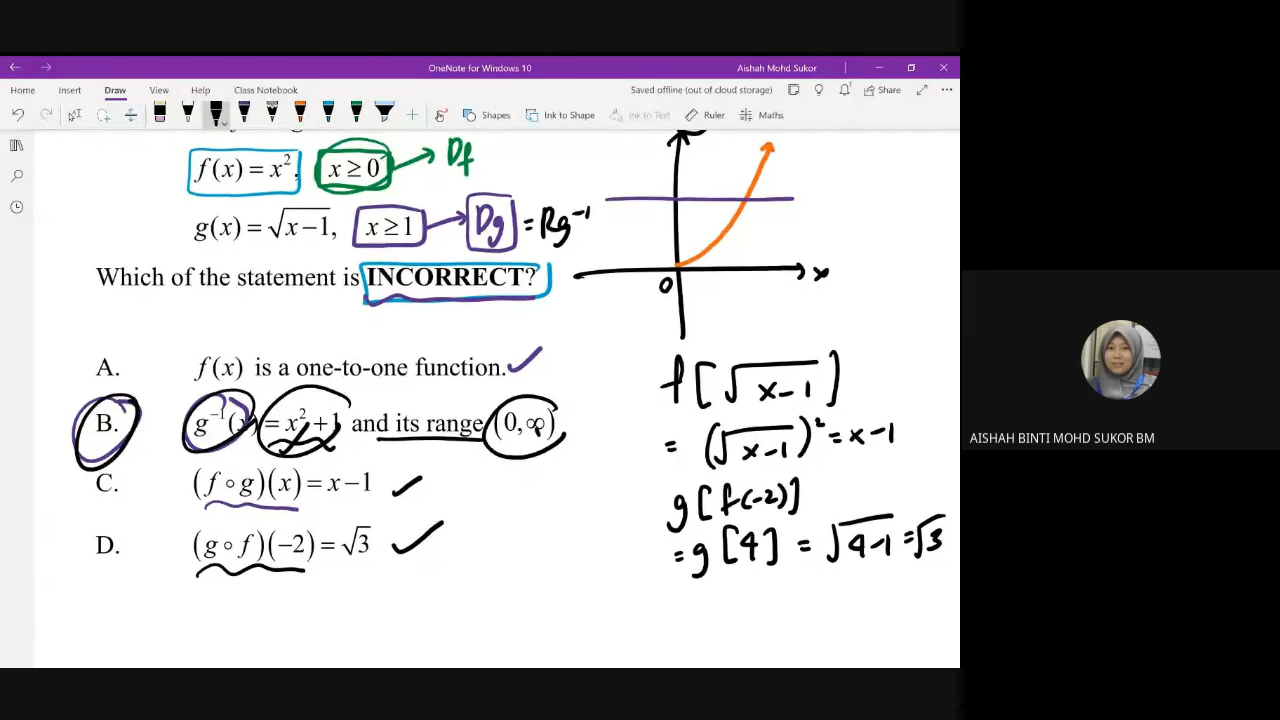 OneNote for Windows 10
Aishah Mohd Sukor
Home Insert Draw View Help Class Notebook
Saved offline (out of cloud storage)
Share
Shapes Ink to Shape Ink to Text Ruler Maths
f(x) = x², x ≥ 0 Df
g(x) = √(x−1), x ≥ 1 Dg = Rg⁻¹
Which of the statement is INCORRECT?
0 x
A. f(x) is a one-to-one function.
B. g⁻¹(x) = x² + 1 and its range (0, ∞)
C. (f ∘ g)(x) = x − 1
D. (g ∘ f)(−2) = √3
f[√(x−1)]
= (√(x−1))² = x−1
g[f(-2)]
= g[4] = √(4-1) = √3
AISHAH BINTI MOHD SUKOR BM